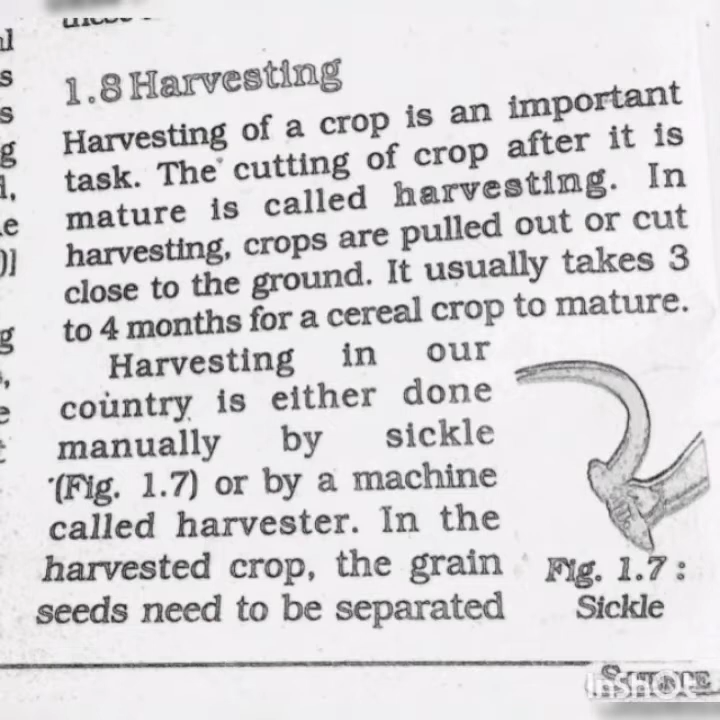 1.8 Harvesting
Harvesting of a crop is an important
task. The cutting of crop after it is
mature is called harvesting. In
harvesting, crops are pulled out or cut
close to the ground. It usually takes 3
to 4 months for a cereal crop to mature.
Harvesting in our
country is either done
manually by sickle
(Fig. 1.7) or by a machine
called harvester. In the
harvested crop, the grain
seeds need to be separated
Fig. 1.7 :
Sickle
InShOt